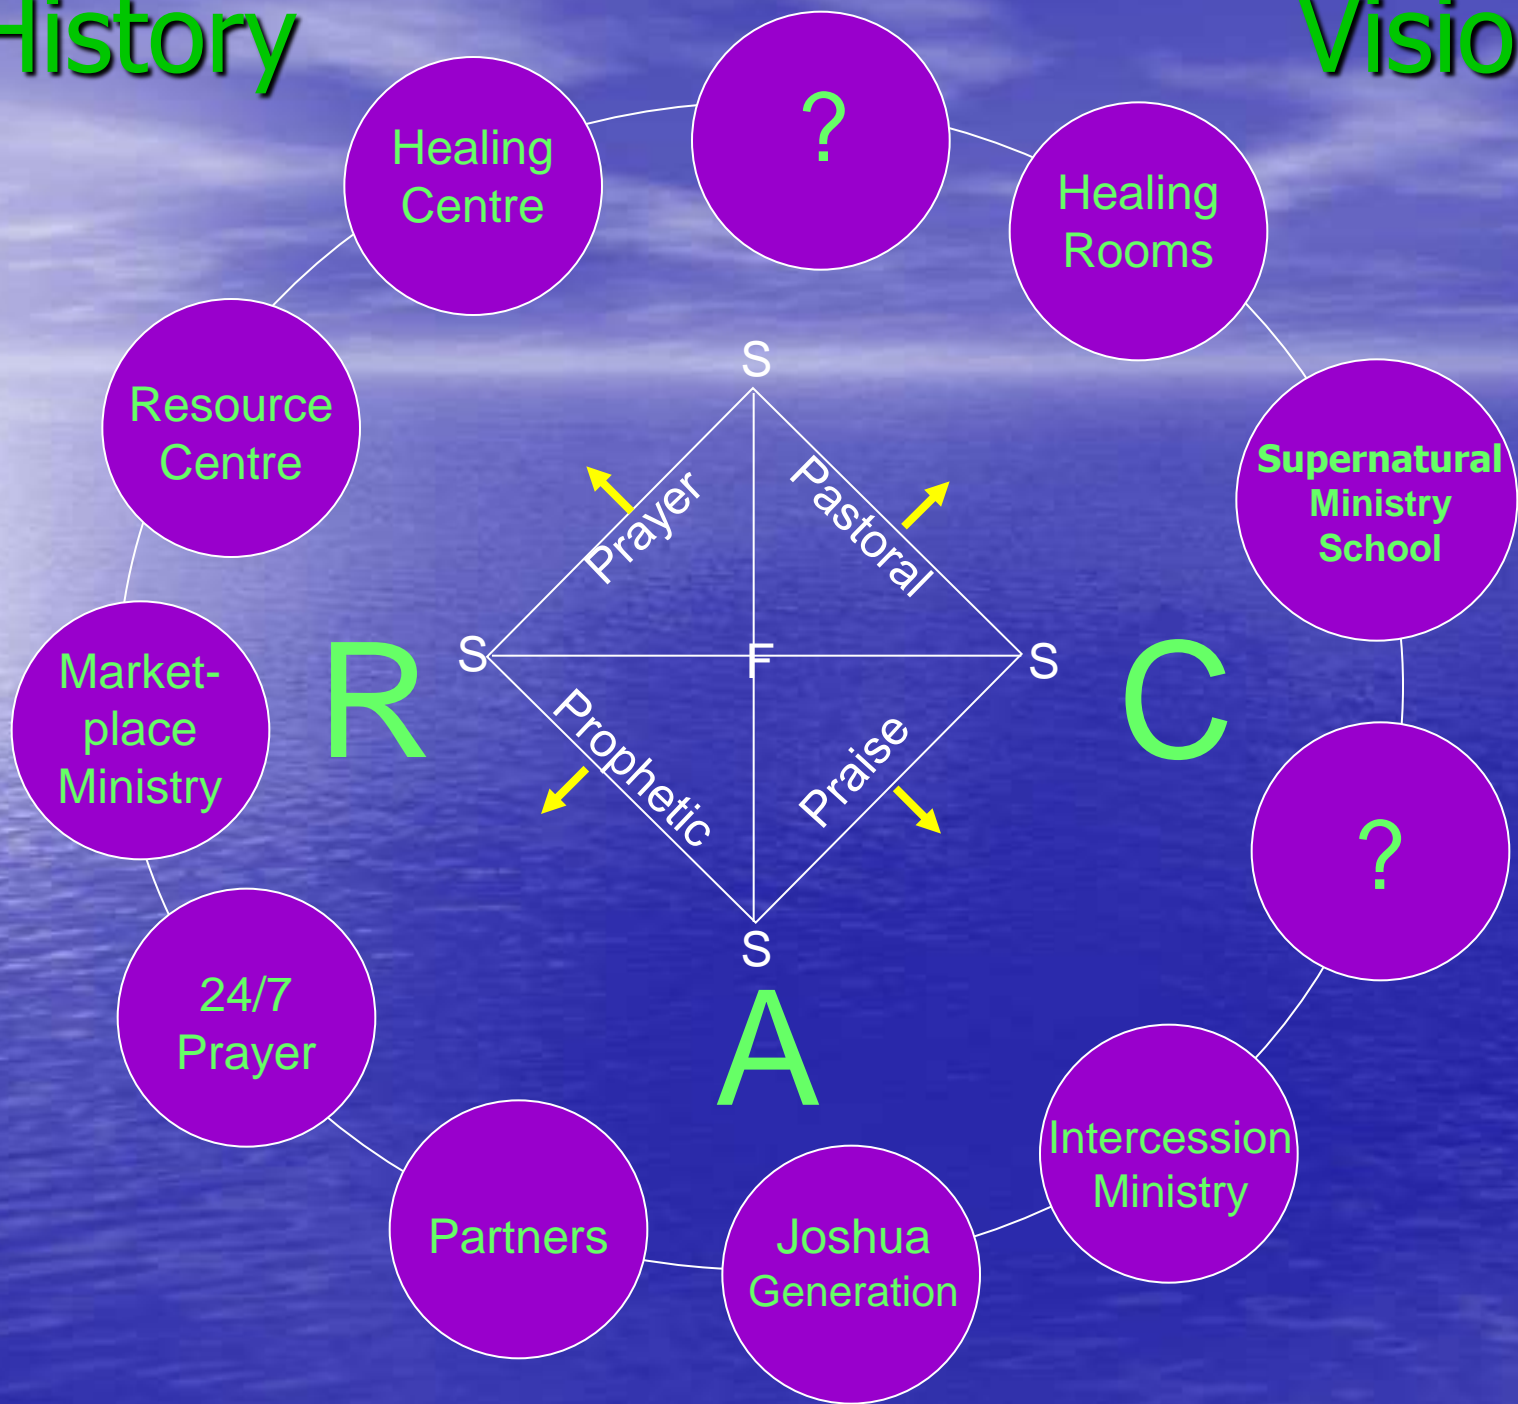 History
Visio
?
Healing
Centre
Healing
Rooms
Resource
Centre
Supernatural
Ministry
School
S
Prayer
Pastoral
S
F
S
R
C
Market-
place
Ministry
Prophetic
Praise
?
S
A
24/7
Prayer
Intercession
Ministry
Partners
Joshua
Generation